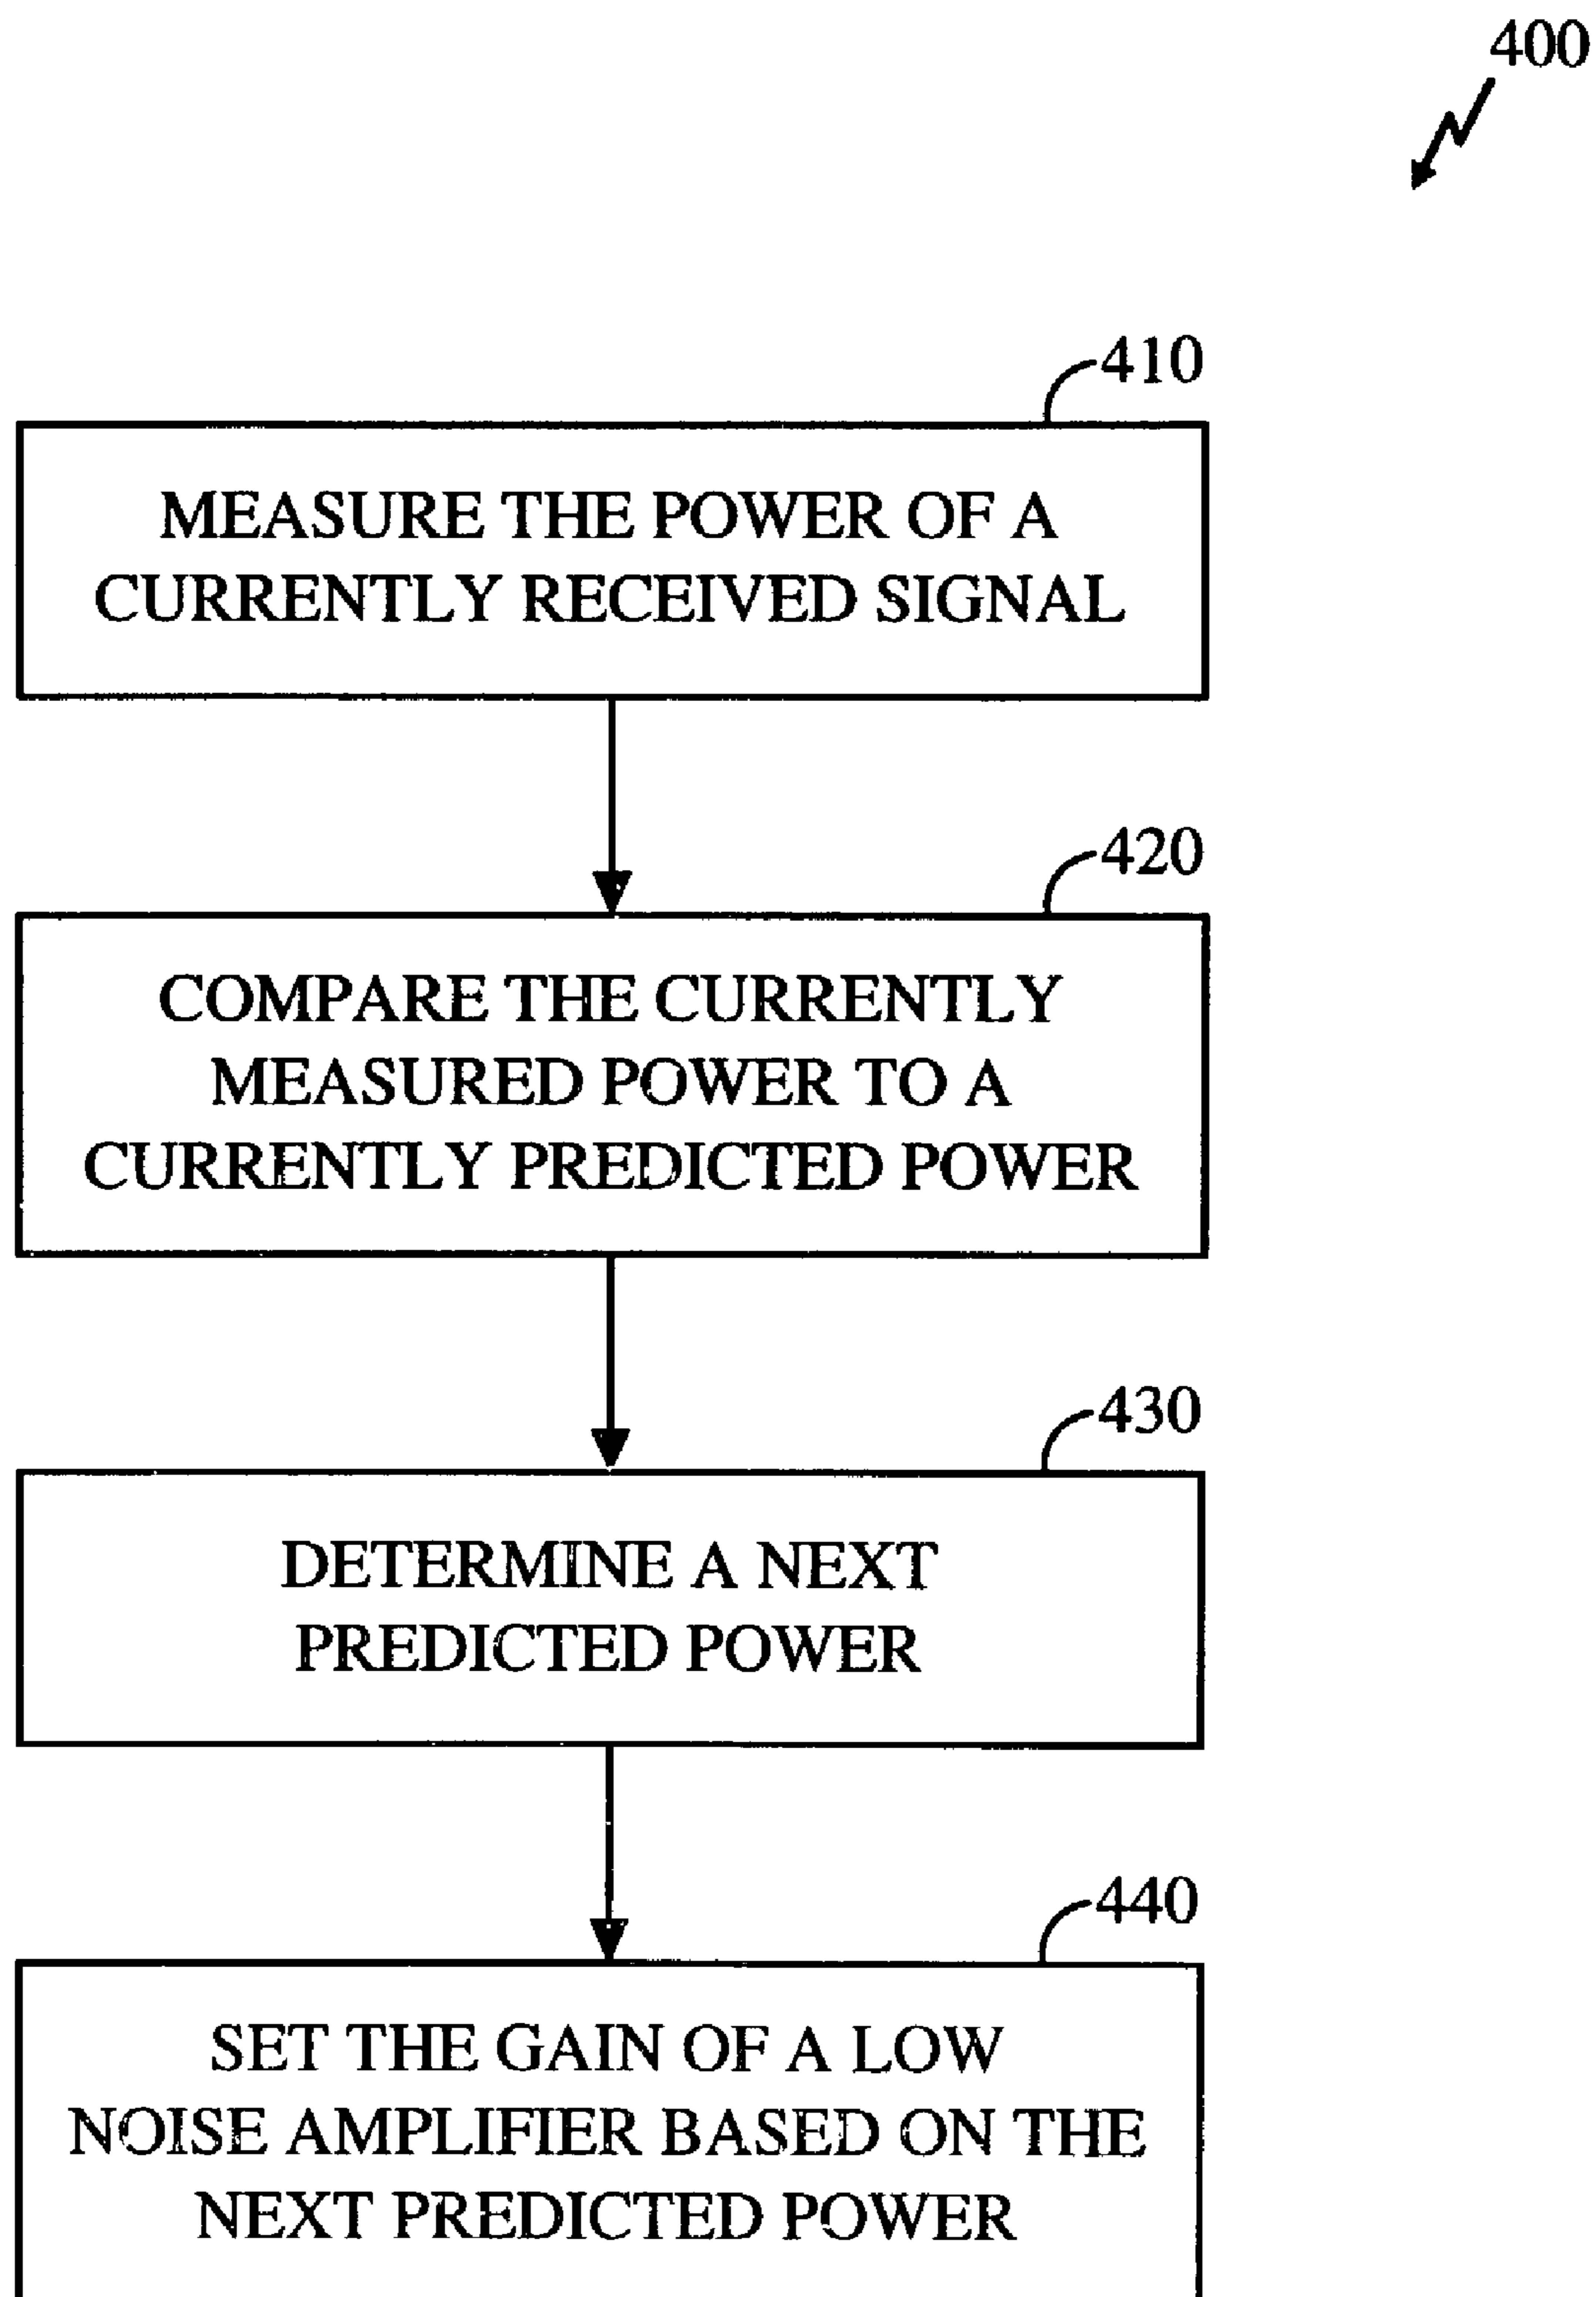 400
410
MEASURE THE POWER OF A
CURRENTLY RECEIVED SIGNAL
420
COMPARE THE CURRENTLY
MEASURED POWER TO A
CURRENTLY PREDICTED POWER
430
DETERMINE A NEXT
PREDICTED POWER
440
SET THE GAIN OF A LOW
NOISE AMPLIFIER BASED ON THE
NEXT PREDICTED POWER